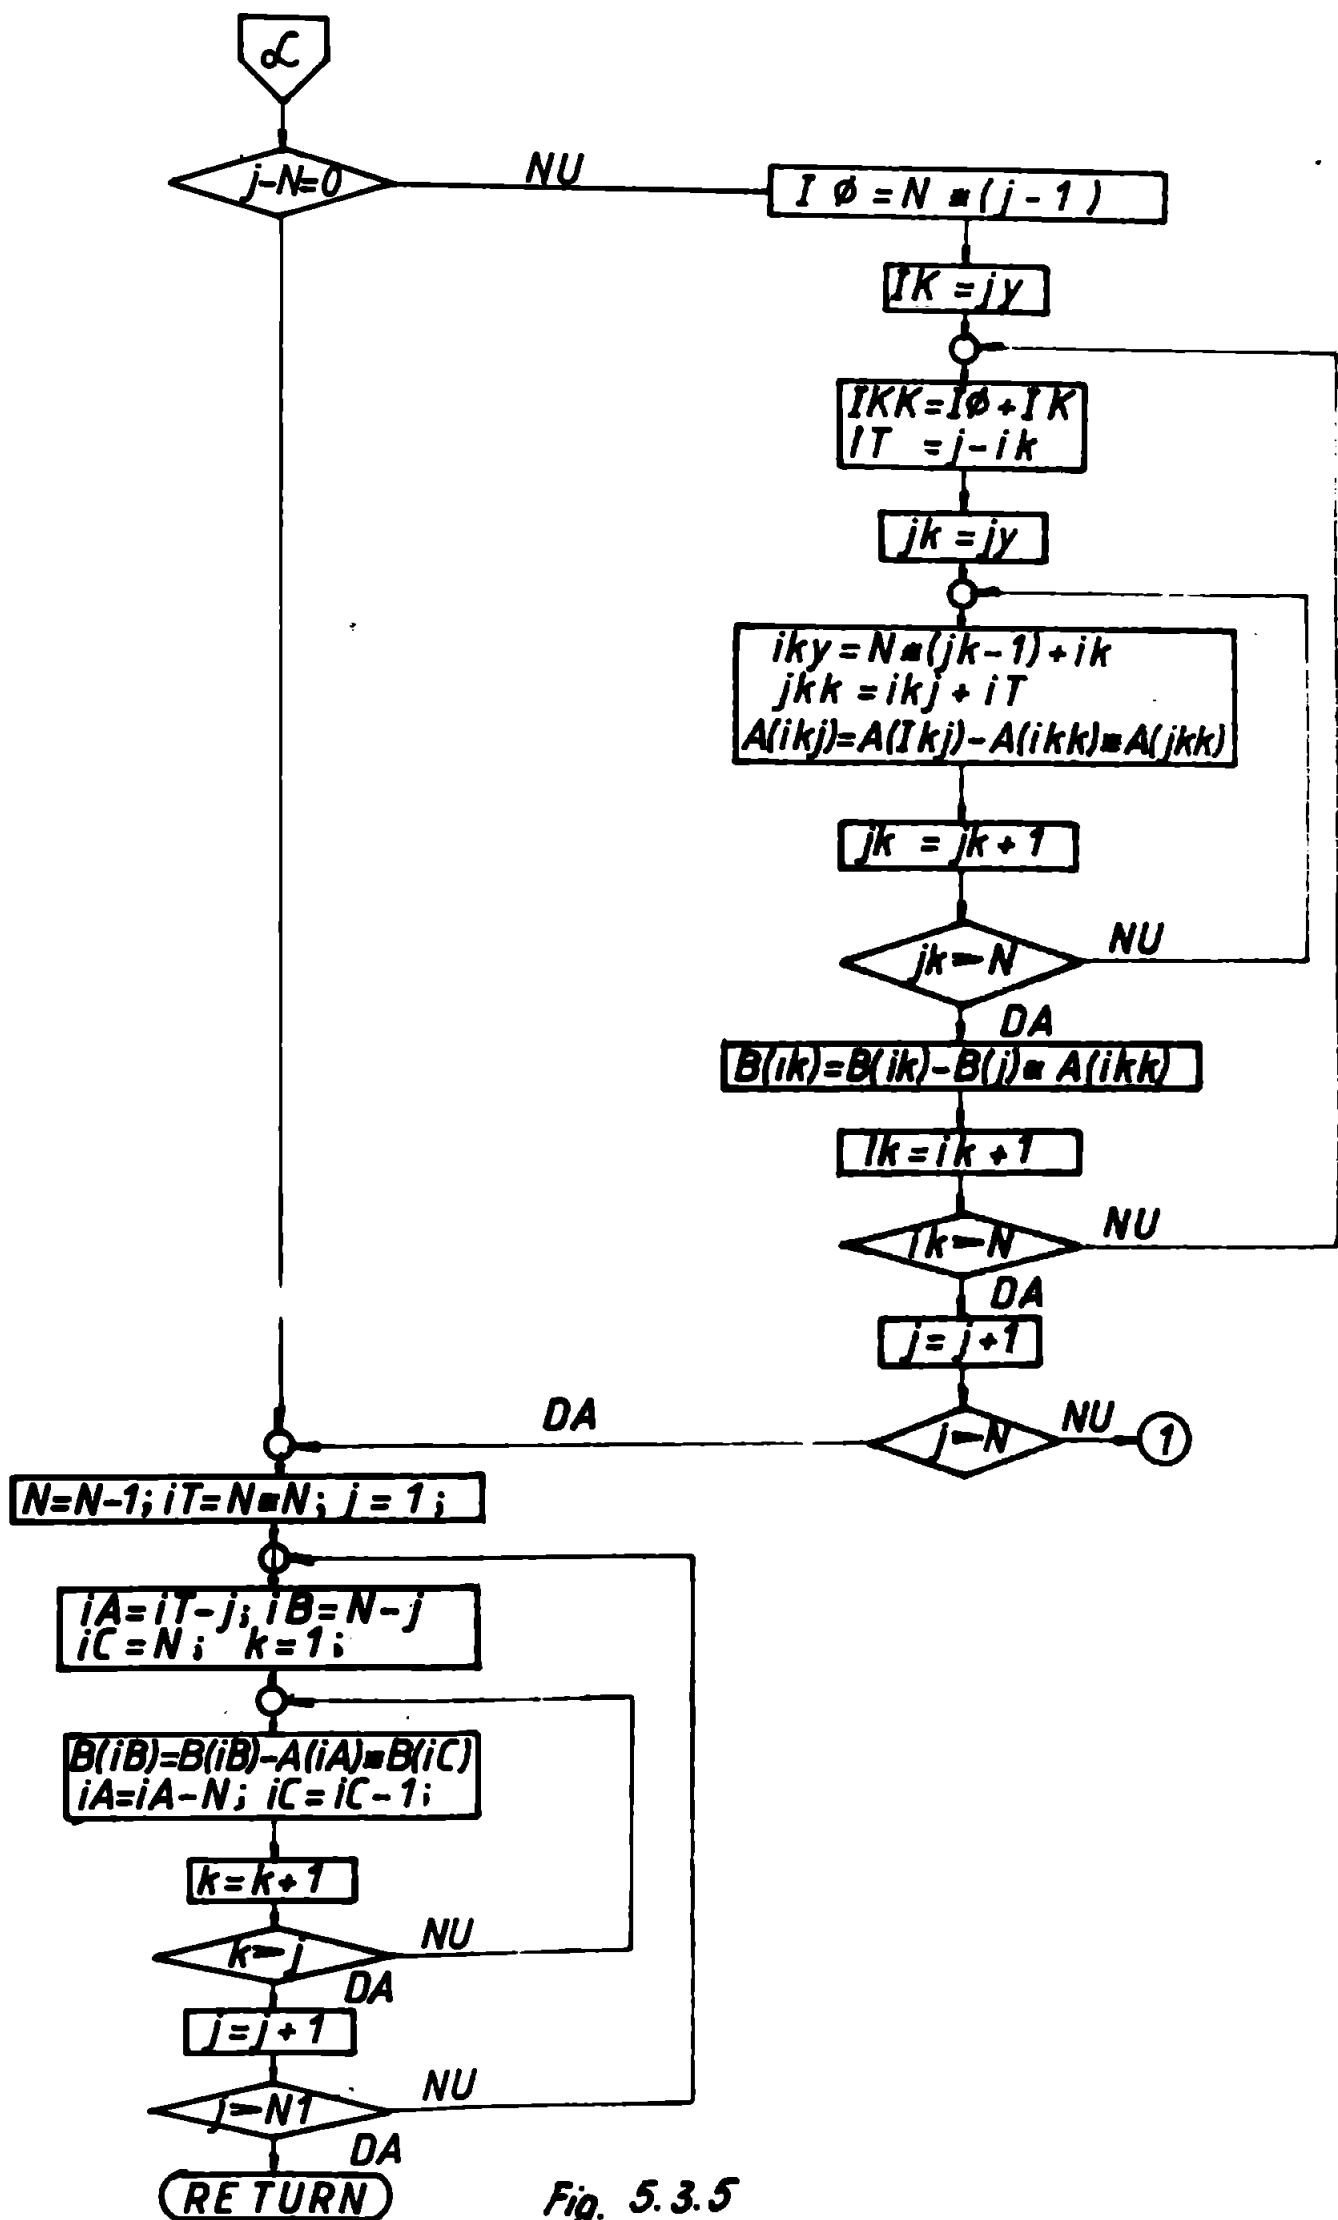 α
j-N=0
NU
I Ø = N * (j - 1)
IK = jy
IKK=IØ+IK
IT = j-ik
jk = jy
iky = N*(jk-1)+ik
jkk = ikj + iT
A(ikj)=A(Ikj)-A(ikk)*A(jkk)
jk = jk + 1
jk > N
NU
DA
B(ik)=B(ik)-B(j)* A(ikk)
Ik = ik + 1
ik > N
NU
DA
j = j + 1
j > N
NU
1
DA
N=N-1; iT=N*N; j = 1;
iA=iT-j; iB=N-j
iC=N; k=1;
B(iB)=B(iB)-A(iA)*B(iC)
iA=iA-N; iC=iC-1;
k=k+1
k>j
NU
DA
j=j+1
j>N1
NU
DA
RETURN
Fig. 5.3.5